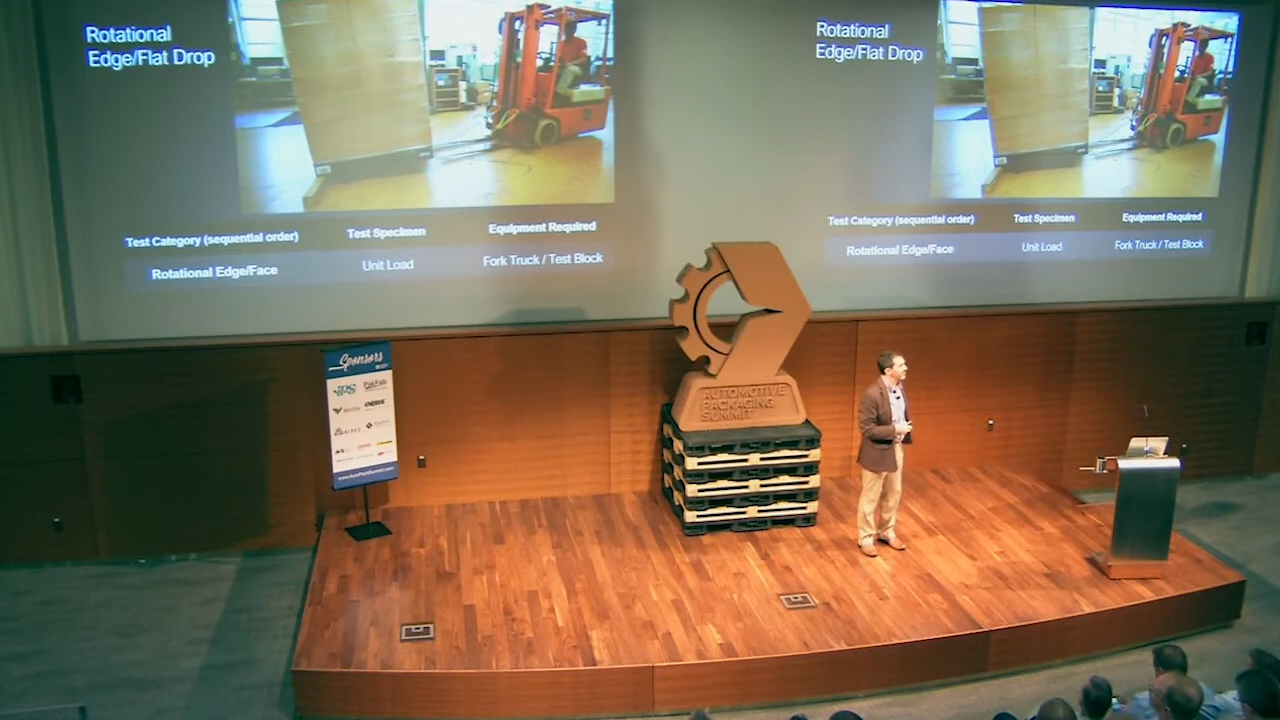 Rotational
Edge/Flat Drop
Test Category (sequential order) Test Specimen Equipment Required
Rotational Edge/Face Unit Load Fork Truck / Test Block
Rotational
Edge/Flat Drop
Test Category (sequential order) Test Specimen Equipment Required
Rotational Edge/Face Unit Load Fork Truck / Test Block
Sponsors
AUTOMOTIVE
PACKAGING
SUMMIT